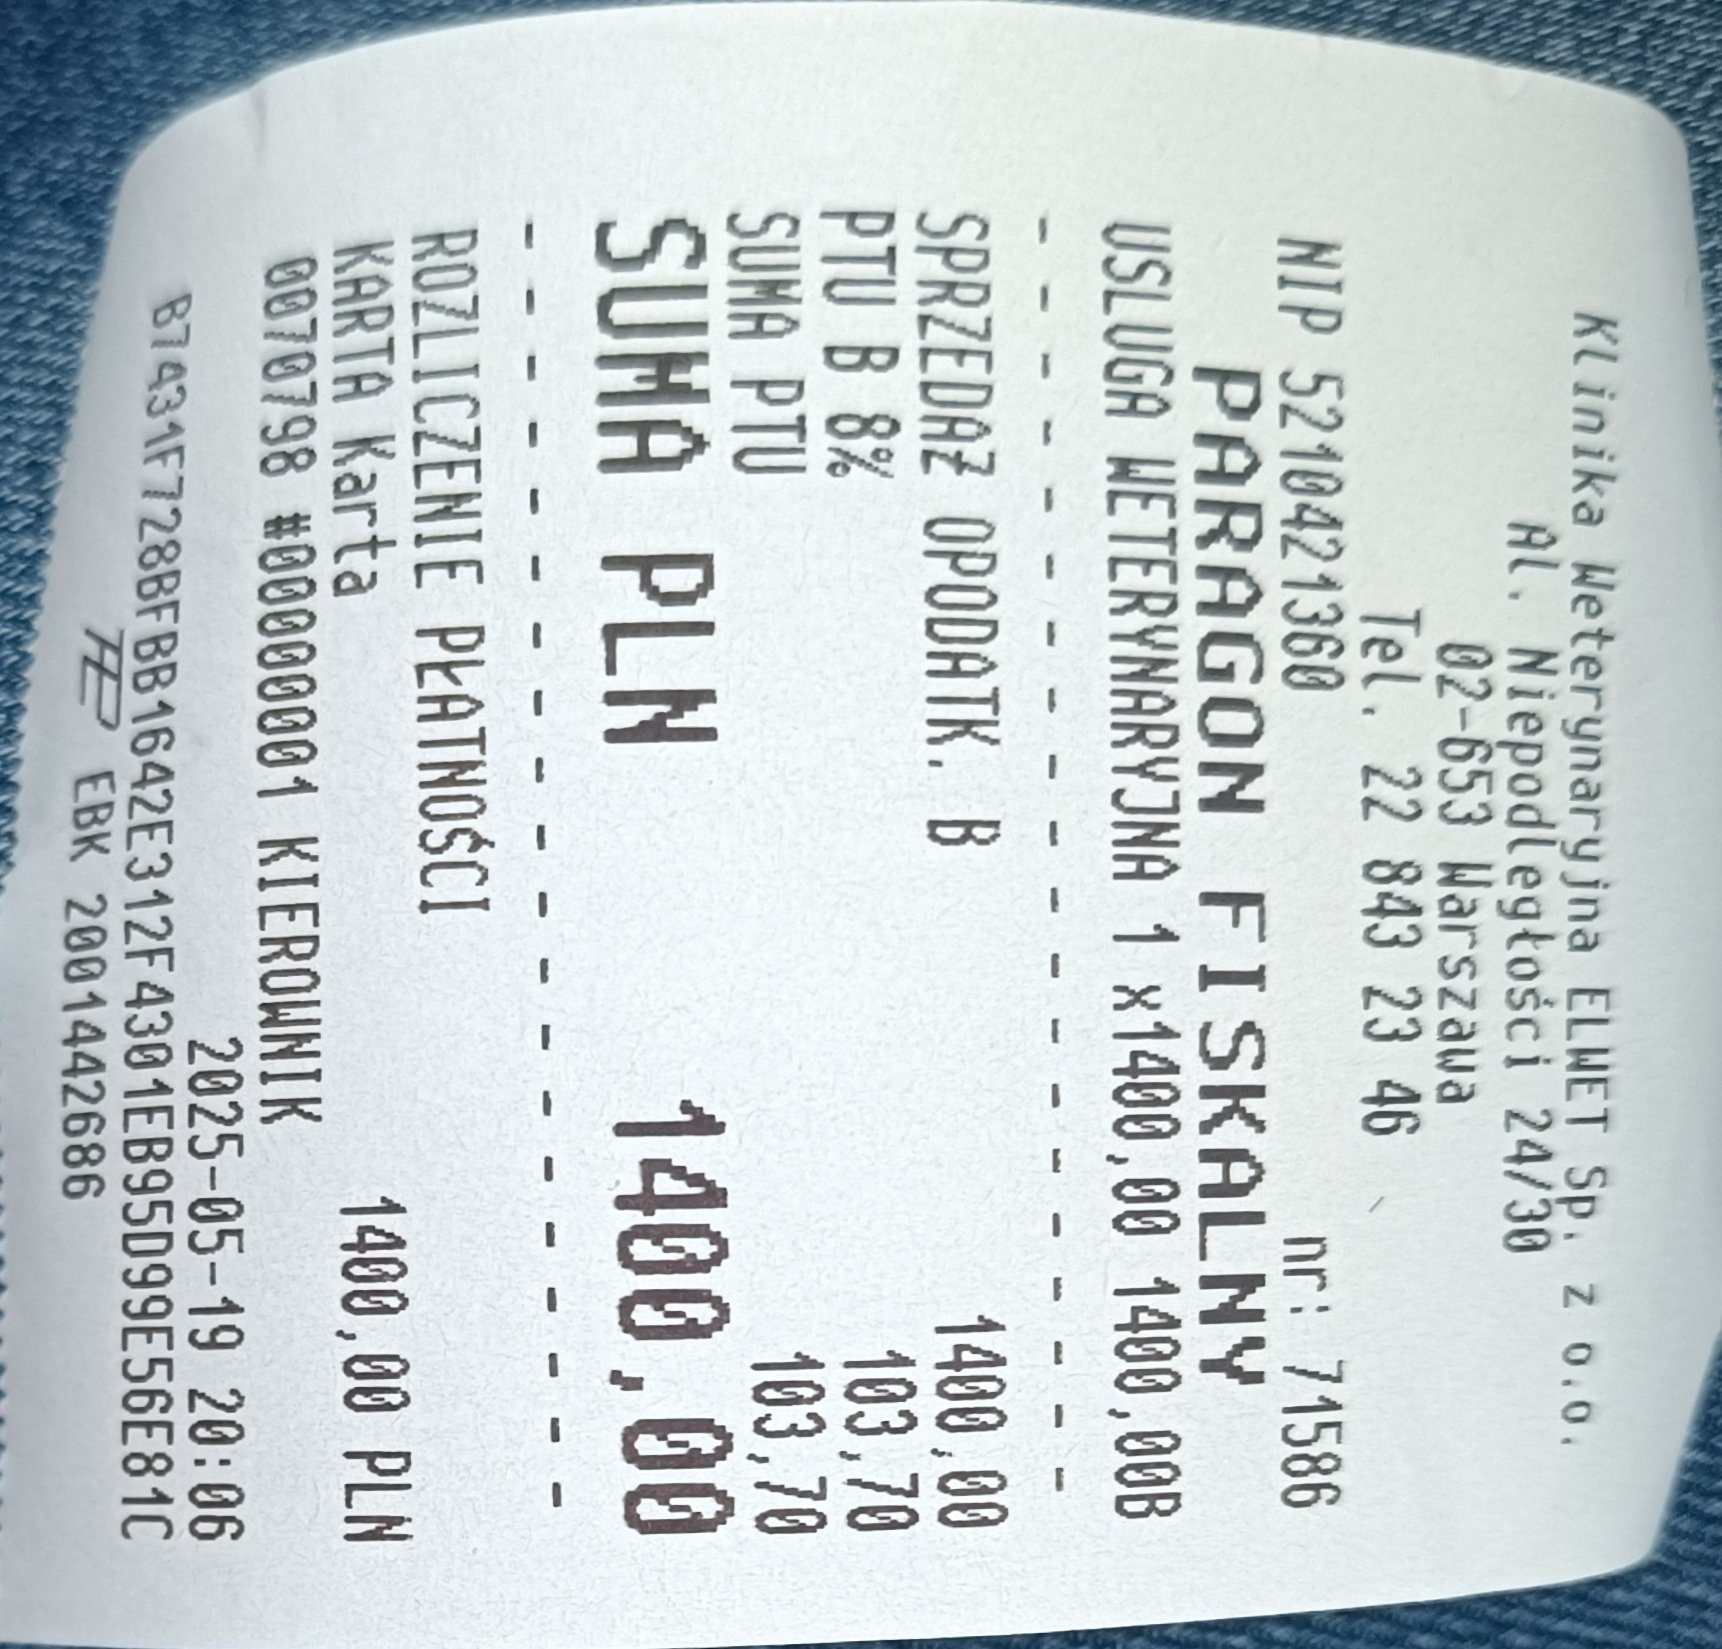 Klinika Weterynaryjna ELWET Sp. z o.o.
Al. Niepodległości 24/30
02-653 Warszawa
Tel. 22 843 23 46
NIP 5210421360 nr: 71586
PARAGON FISKALNY
USLUGA WETERYNARYJNA 1 x1400,00 1400,00B
SPRZEDAŻ OPODATK. B 1400,00
PTU B 8% 103,70
SUMA PTU 103,70
SUMA PLN 1400,00
ROZLICZENIE PŁATNOŚCI
KARTA Karta 1400,00 PLN
0070798 #00000001 KIEROWNIK
2025-05-19 20:06
B7431F728BFBB1642E312F4301EB95D99E56E81C
EBK 2001442686